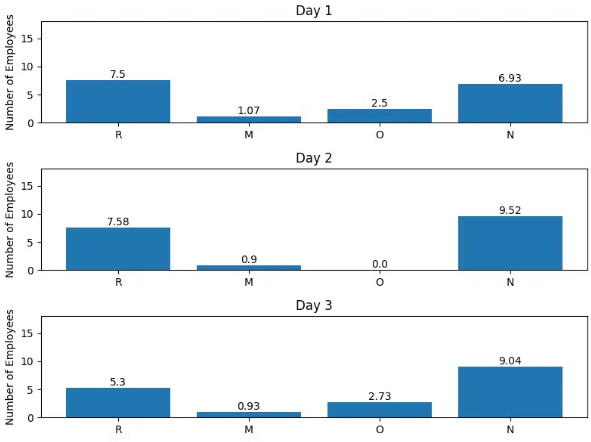 Day 1
Number of Employees
15
10
5
0
7.5
1.07
2.5
6.93
R M O N
Day 2
Number of Employees
15
10
5
0
7.58
0.9
0.0
9.52
R M O N
Day 3
Number of Employees
15
10
5
0
5.3
0.93
2.73
9.04
R M O N